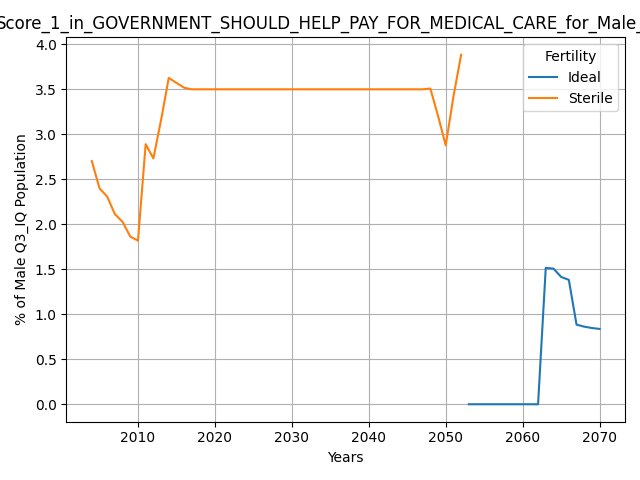 Score_1_in_GOVERNMENT_SHOULD_HELP_PAY_FOR_MEDICAL_CARE_for_Male_
4.0
3.5
3.0
2.5
2.0
1.5
1.0
0.5
0.0
% of Male Q3_IQ Population
Fertility
Ideal
Sterile
2010 2020 2030 2040 2050 2060 2070
Years